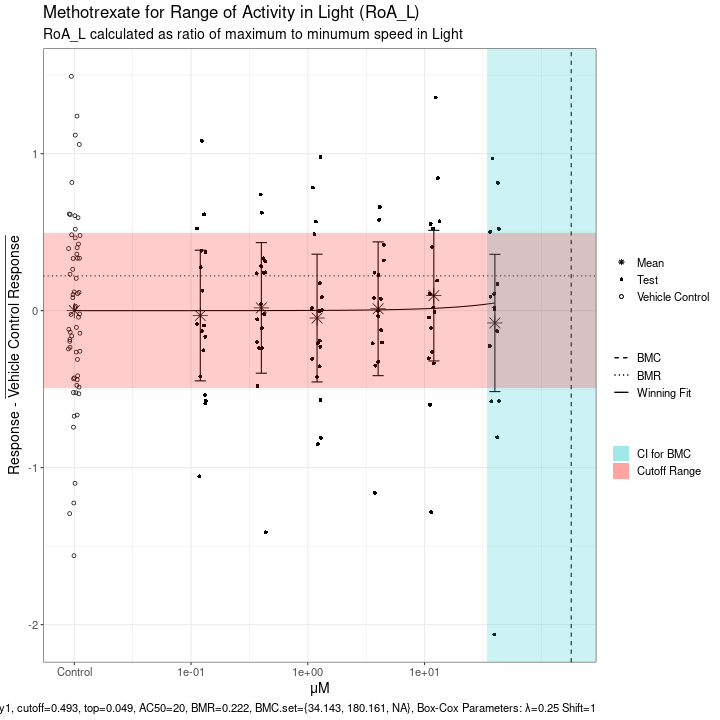 Methotrexate for Range of Activity in Light (RoA_L)
RoA_L calculated as ratio of maximum to minumum speed in Light
Response - Vehicle Control Response
1
0
-1
-2
Control
1e-01
1e+00
1e+01
μM
Mean
Test
Vehicle Control
BMC
BMR
Winning Fit
CI for BMC
Cutoff Range
y1, cutoff=0.493, top=0.049, AC50=20, BMR=0.222, BMC.set={34.143, 180.161, NA}, Box-Cox Parameters: λ=0.25 Shift=1